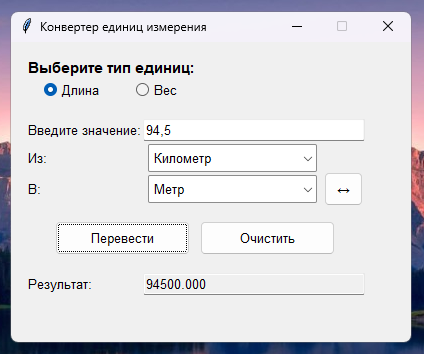 Конвертер единиц измерения
Выберите тип единиц:
Длина Вес
Введите значение: 94,5
Из: Километр
В: Метр ↔
Перевести Очистить
Результат: 94500.000